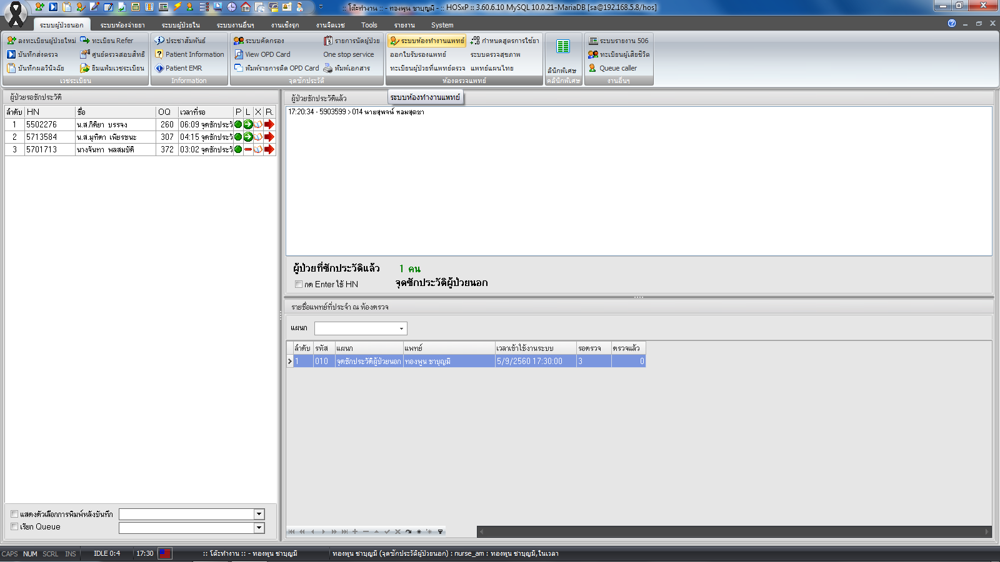 :: โต๊ะทำงาน :: - ทองพูน ชาบุญมี - :: HOSxP :: 3.60.6.10 MySQL 10.0.21-MariaDB [sa@192.168.5.8/hos]
ระบบผู้ป่วยนอก ระบบห้องจ่ายยา ระบบผู้ป่วยใน ระบบงานอื่นๆ งานเชิงรุก งานจิตเวช Tools รายงาน System
ลงทะเบียนผู้ป่วยใหม่ ทะเบียน Refer
บันทึกส่งตรวจ ศูนย์ตรวจสอบสิทธิ์
บันทึกผลวินิจฉัย ยืมแฟ้มเวชระเบียน
เวชระเบียน
ประชาสัมพันธ์
Patient Information
Patient EMR
Information
ระบบคัดกรอง รายการนัดผู้ป่วย
View OPD Card One stop service
พิมพ์รายการติด OPD Card พิมพ์เอกสาร
จุดซักประวัติ
ระบบห้องทำงานแพทย์ กำหนดสูตรการใช้ยา
ออกใบรับรองแพทย์ ระบบตรวจสุขภาพ
ทะเบียนผู้ป่วยที่แพทย์ตรวจ แพทย์แผนไทย
ห้องตรวจแพทย์
คลินิกพิเศษ
ระบบรายงาน 506
ทะเบียนผู้เสียชีวิต
Queue caller
งานอื่นๆ
ระบบห้องทำงานแพทย์
ผู้ป่วยรอซักประวัติ
ลำดับ HN ชื่อ OQ เวลาที่รอ P L X R.
1 5502276 น.ส.กิติยา บรรจง 260 06:09 จุดซักประวั
2 5713584 น.ส.มุทิตา เพียรชนะ 307 04:15 จุดซักประวั
3 5701713 นางจันทา พลสมบัติ 372 03:02 จุดซักประวั
แสดงตัวเลือกการพิมพ์หลังบันทึก
เรียก Queue
ผู้ป่วยซักประวัติแล้ว
17:20:34 - 5903599 > 014 นายสุพจน์ หอมสุดชา
ผู้ป่วยที่ซักประวัติแล้ว 1 คน
กด Enter ใช้ HN จุดซักประวัติผู้ป่วยนอก
รายชื่อแพทย์ที่ประจำ ณ ห้องตรวจ
แผนก
ลำดับ รหัส แผนก แพทย์ เวลาเข้าใช้งานระบบ รอตรวจ ตรวจแล้ว
1 010 จุดซักประวัติผู้ป่วยนอก ทองพูน ชาบุญมี 5/9/2560 17:30:00 3 0
CAPS NUM SCRL INS IDLE 0:4 17:30 :: โต๊ะทำงาน :: - ทองพูน ชาบุญมี ทองพูน ชาบุญมี (จุดซักประวัติผู้ป่วยนอก) : nurse_am : ทองพูน ชาบุญมี,ในเวลา